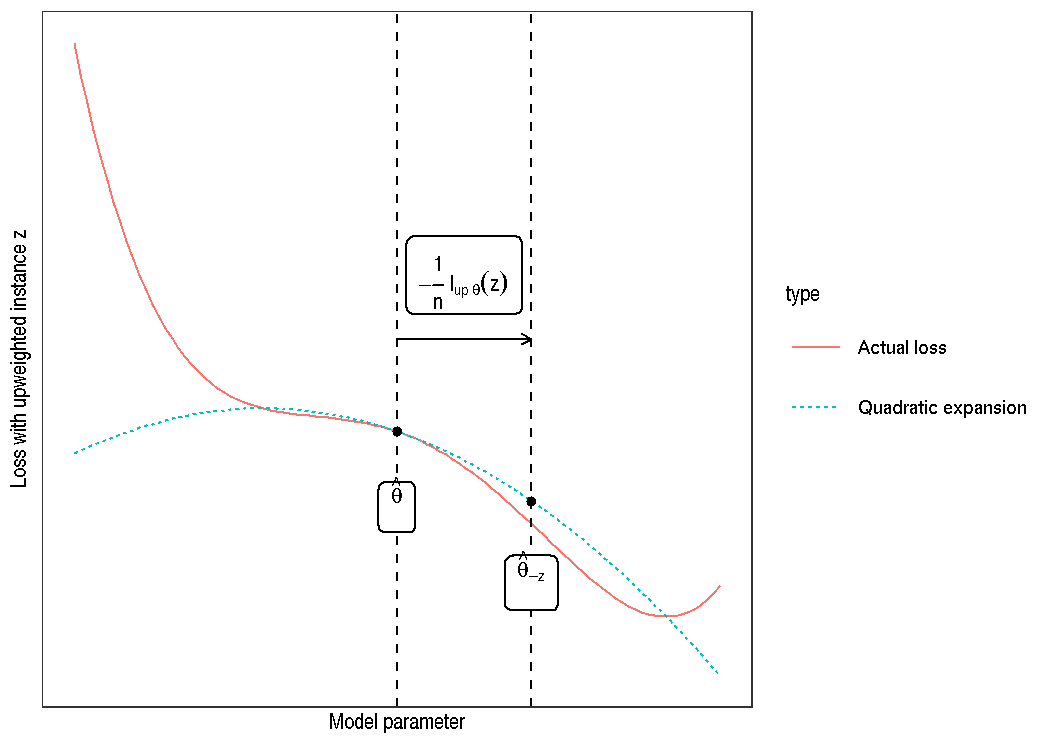 Loss with upweighted instance z
−1/n I_up θ(z)
θ̂
θ̂_−z
Model parameter
type
Actual loss
Quadratic expansion